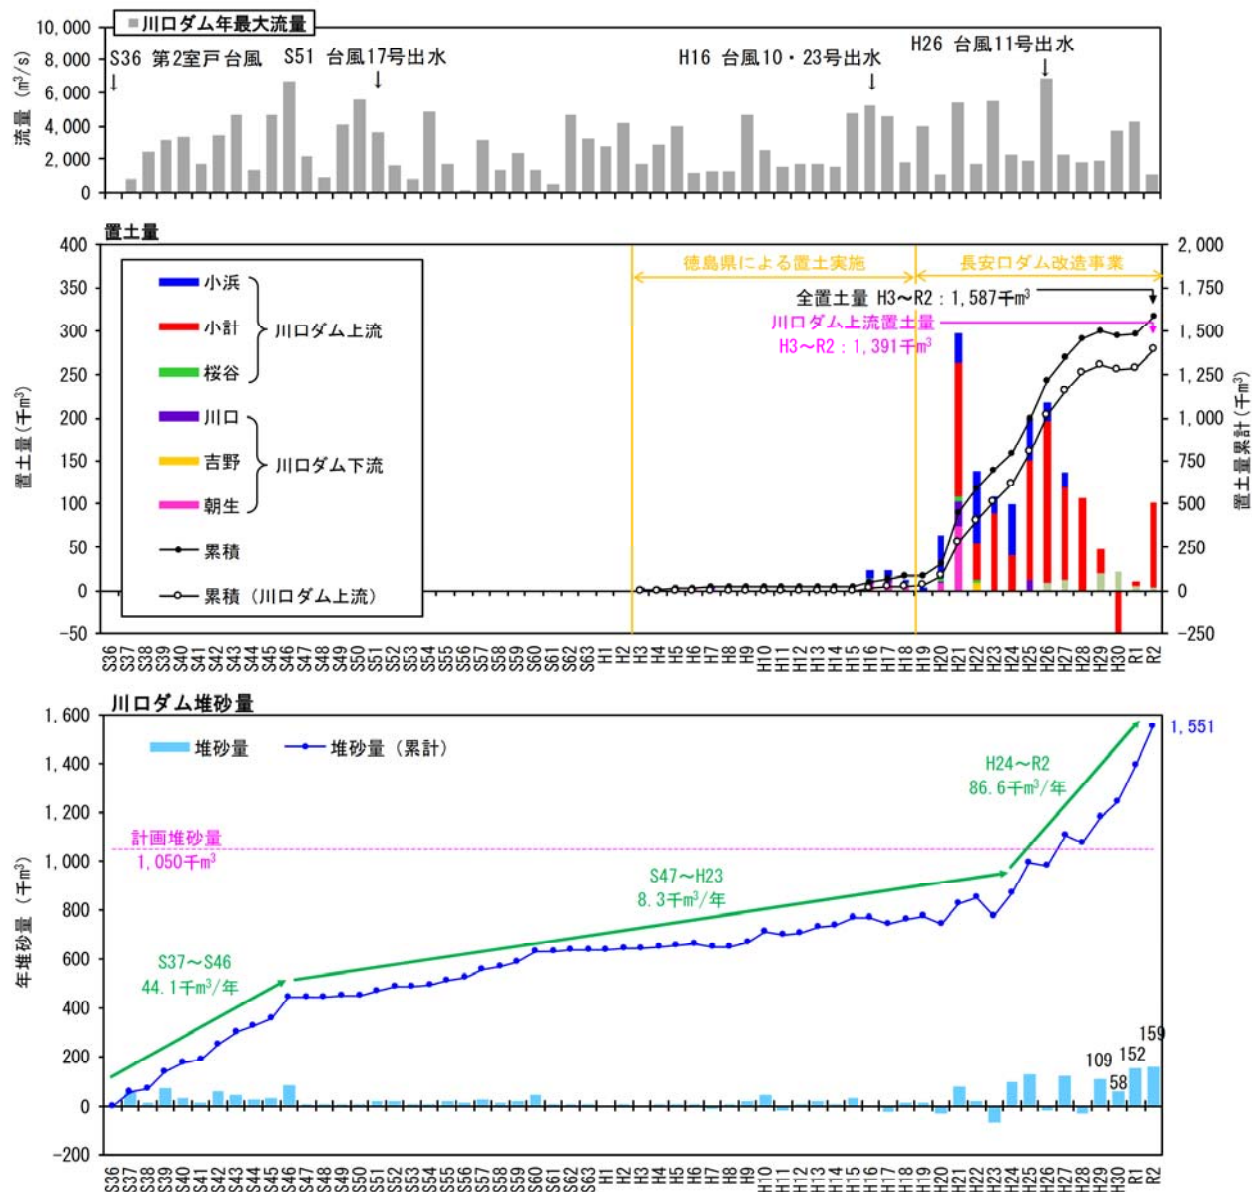 川口ダム年最大流量
S36 第2室戸台風
S51 台風17号出水
H16 台風10・23号出水
H26 台風11号出水
流量 (m³/s)
10,000
8,000
6,000
4,000
2,000
0
置土量
置土量(千m³)
400
350
300
250
200
150
100
50
0
-50
小浜
小計
桜谷
川口ダム上流
川口
吉野
朝生
川口ダム下流
累積
累積（川口ダム上流）
徳島県による置土実施
長安口ダム改造事業
全置土量 H3～R2：1,587千m³
川口ダム上流置土量
H3～R2：1,391千m³
置土量累計(千m³)
2,000
1,750
1,500
1,250
1,000
750
500
250
0
-250
S36 S37 S38 S39 S40 S41 S42 S43 S44 S45 S46 S47 S48 S49 S50 S51 S52 S53 S54 S55 S56 S57 S58 S59 S60 S61 S62 S63 H1 H2 H3 H4 H5 H6 H7 H8 H9 H10 H11 H12 H13 H14 H15 H16 H17 H18 H19 H20 H21 H22 H23 H24 H25 H26 H27 H28 H29 H30 R1 R2
川口ダム堆砂量
年堆砂量 (千m³)
1,600
1,400
1,200
1,000
800
600
400
200
0
-200
堆砂量
堆砂量（累計）
計画堆砂量
1,050千m³
S37～S46
44.1千m³/年
S47～H23
8.3千m³/年
H24～R2
86.6千m³/年
1,551
109
58
152
159
S36 S37 S38 S39 S40 S41 S42 S43 S44 S45 S46 S47 S48 S49 S50 S51 S52 S53 S54 S55 S56 S57 S58 S59 S60 S61 S62 S63 H1 H2 H3 H4 H5 H6 H7 H8 H9 H10 H11 H12 H13 H14 H15 H16 H17 H18 H19 H20 H21 H22 H23 H24 H25 H26 H27 H28 H29 H30 R1 R2